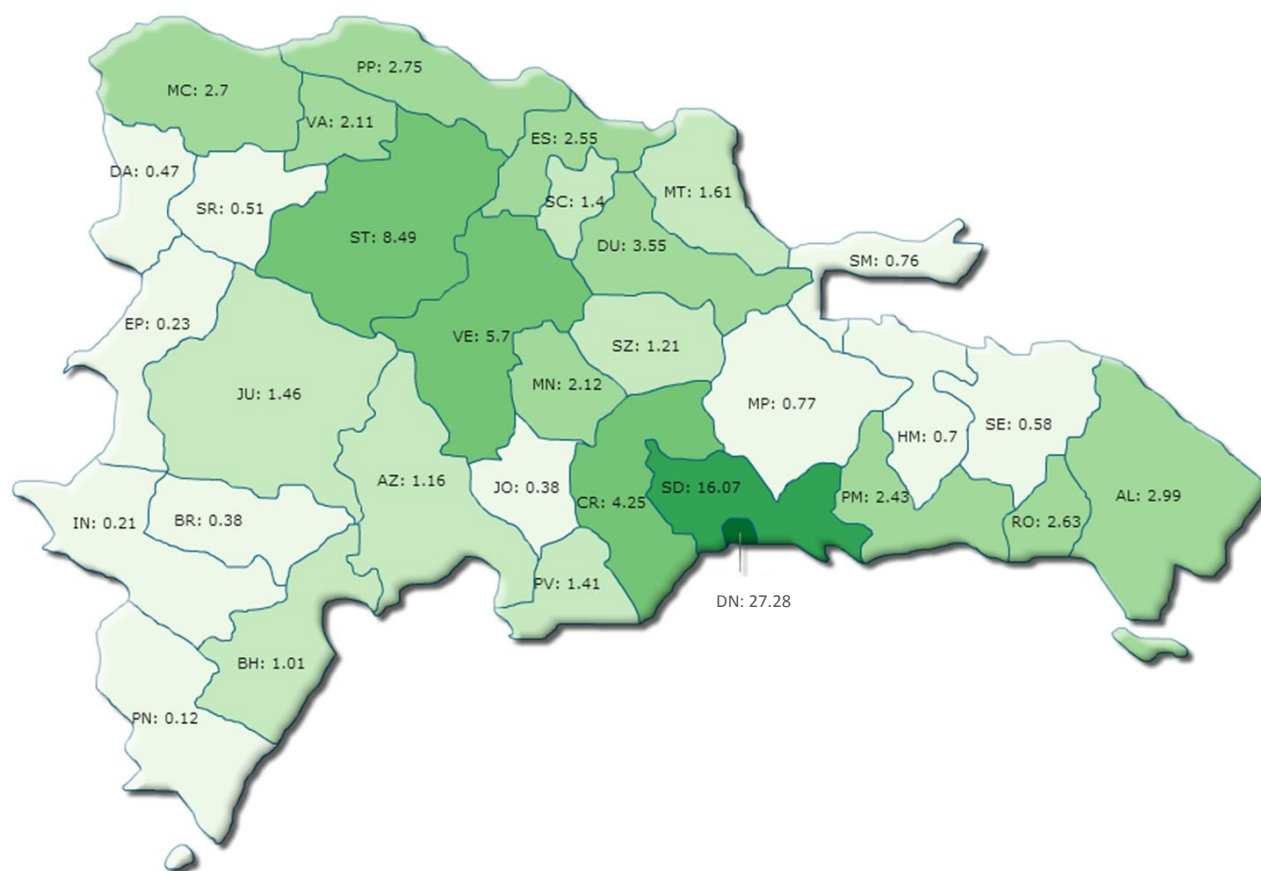 PP: 2.75
MC: 2.7
VA: 2.11
ES: 2.55
DA: 0.47
SR: 0.51
SC: 1.4
MT: 1.61
ST: 8.49
DU: 3.55
SM: 0.76
EP: 0.23
VE: 5.7
SZ: 1.21
JU: 1.46
MN: 2.12
MP: 0.77
SE: 0.58
HM: 0.7
AZ: 1.16
JO: 0.38
SD: 16.07
CR: 4.25
PM: 2.43
AL: 2.99
IN: 0.21
BR: 0.38
RO: 2.63
PV: 1.41
DN: 27.28
BH: 1.01
PN: 0.12